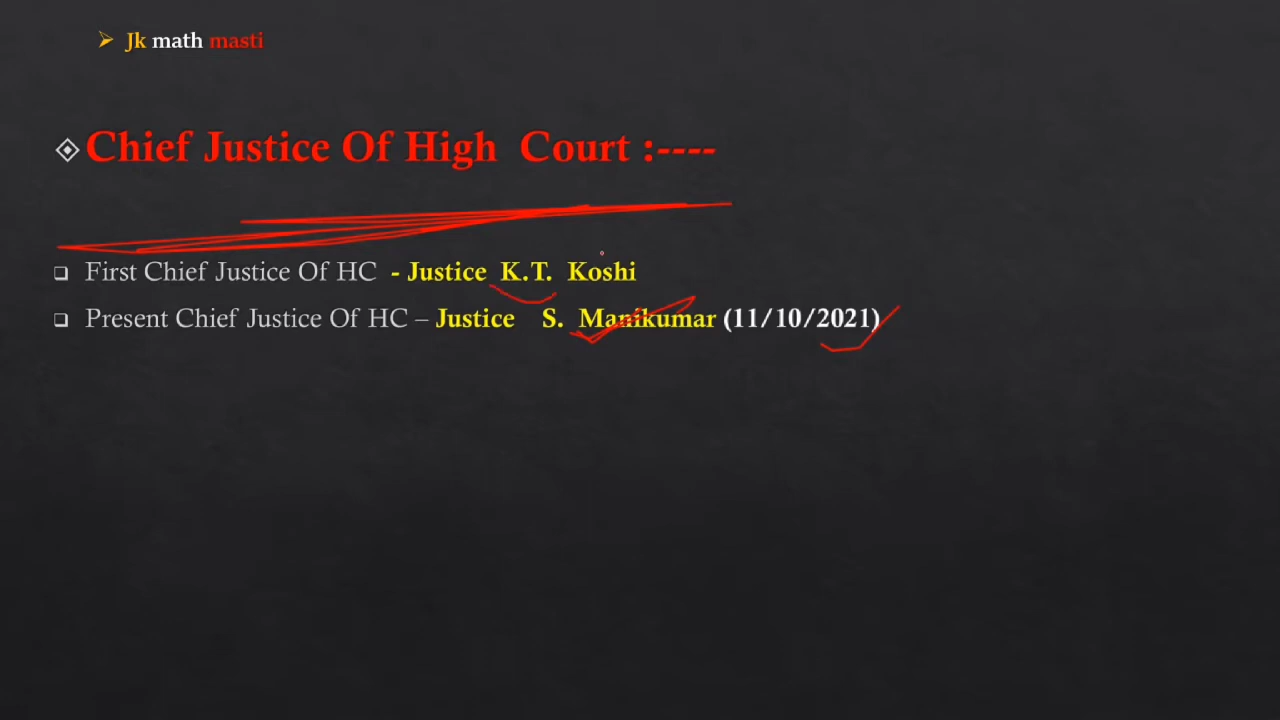 Jk math masti
Chief Justice Of High Court :----
First Chief Justice Of HC - Justice K.T. Koshi
Present Chief Justice Of HC – Justice S. Manikumar (11/10/2021)